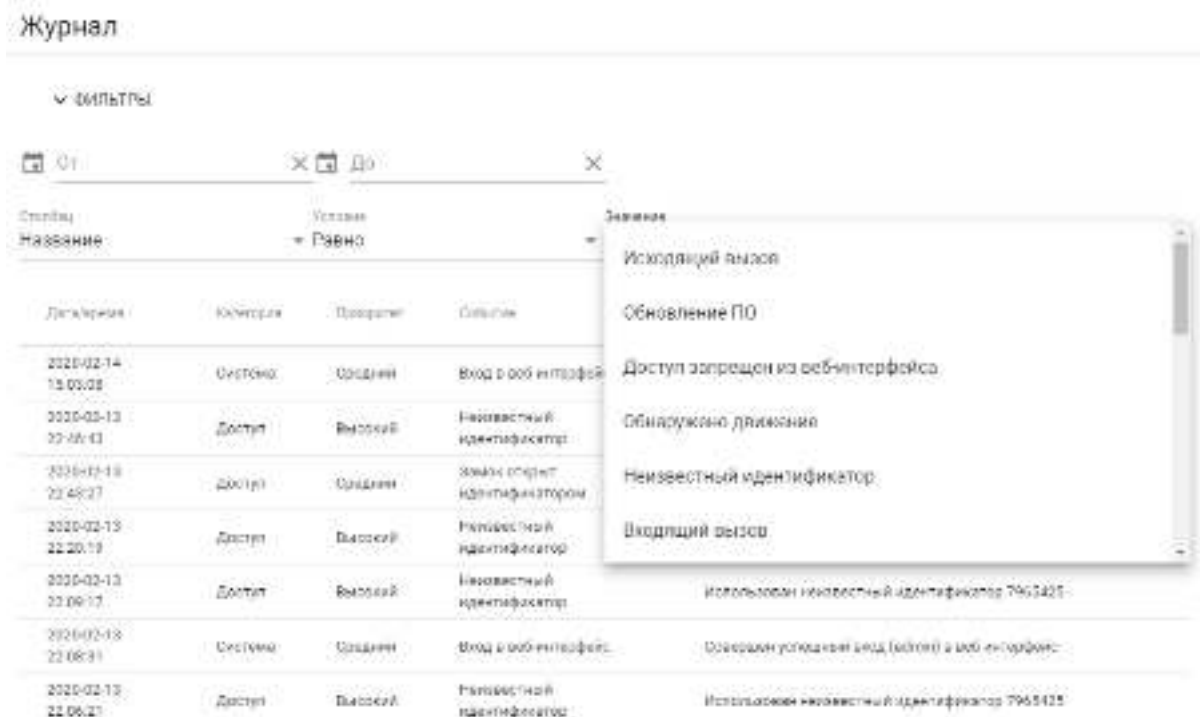 Журнал
ФИЛЬТРЫ
От До
Столбец Условие Значение
Название Равно
Исходящий вызов
Обновление ПО
Доступ запрещен из веб-интерфейса
Обнаружено движение
Неизвестный идентификатор
Входящий вызов
Дата/время Категория Приоритет Событие
2020-02-14
15:03:08
Система Средний Вход в веб-интерфей
2020-02-13
Доступ Высокий Неизвестный
идентификатор
2020-02-13
22:48:27
Доступ Средний Замок открыт
идентификатором
2020-02-13
22:20:19
Доступ Высокий Неизвестный
идентификатор
2020-02-13
22:09:17
Доступ Высокий Неизвестный
идентификатор
Использован неизвестный идентификатор 7965425
2020-02-13
22:08:31
Система Средний Вход в веб-интерфейс
Совершен успешный вход (admin) в веб-интерфейс
2020-02-13
22:06:21
Доступ Высокий Неизвестный
идентификатор
Использован неизвестный идентификатор 7965425